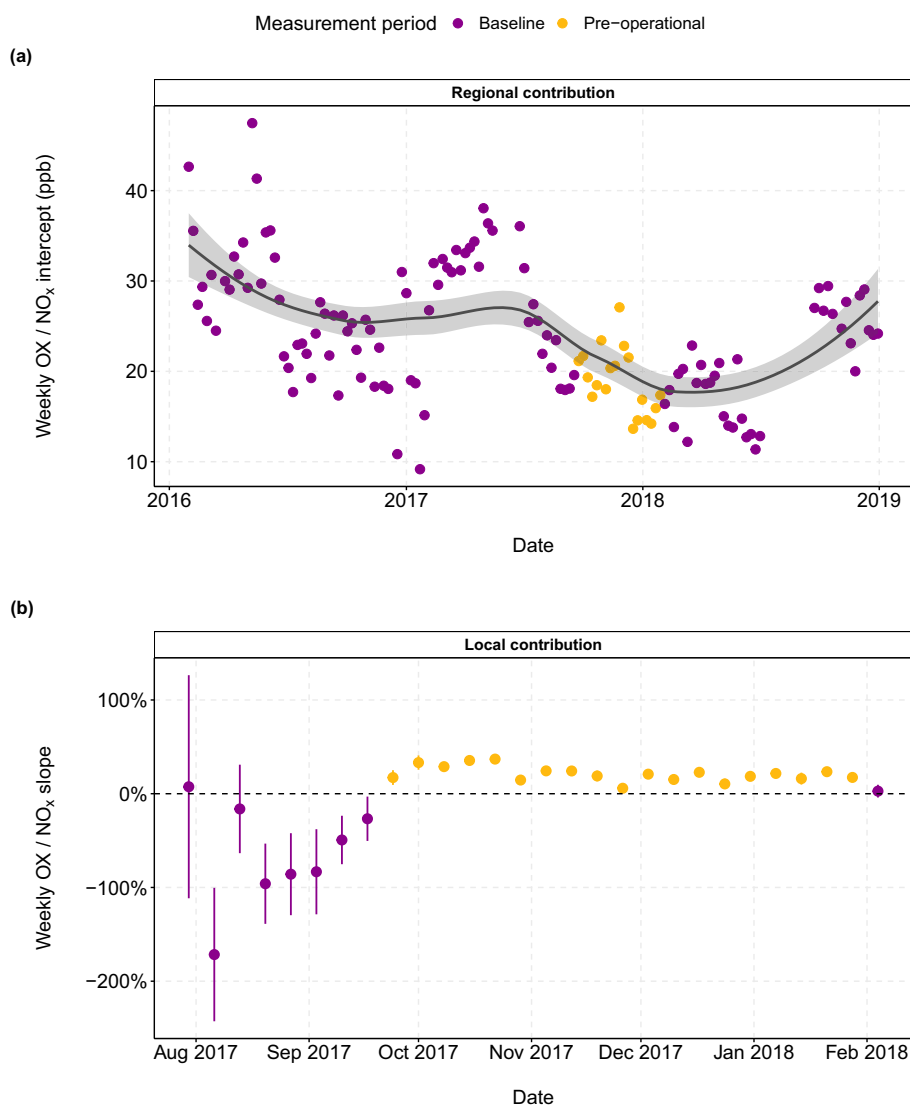 Measurement period Baseline Pre−operational
(a)
Regional contribution
Weekly OX / NOx intercept (ppb)
40
30
20
10
2016 2017 2018 2019
Date
(b)
Local contribution
Weekly OX / NOx slope
100%
0%
−100%
−200%
Aug 2017 Sep 2017 Oct 2017 Nov 2017 Dec 2017 Jan 2018 Feb 2018
Date